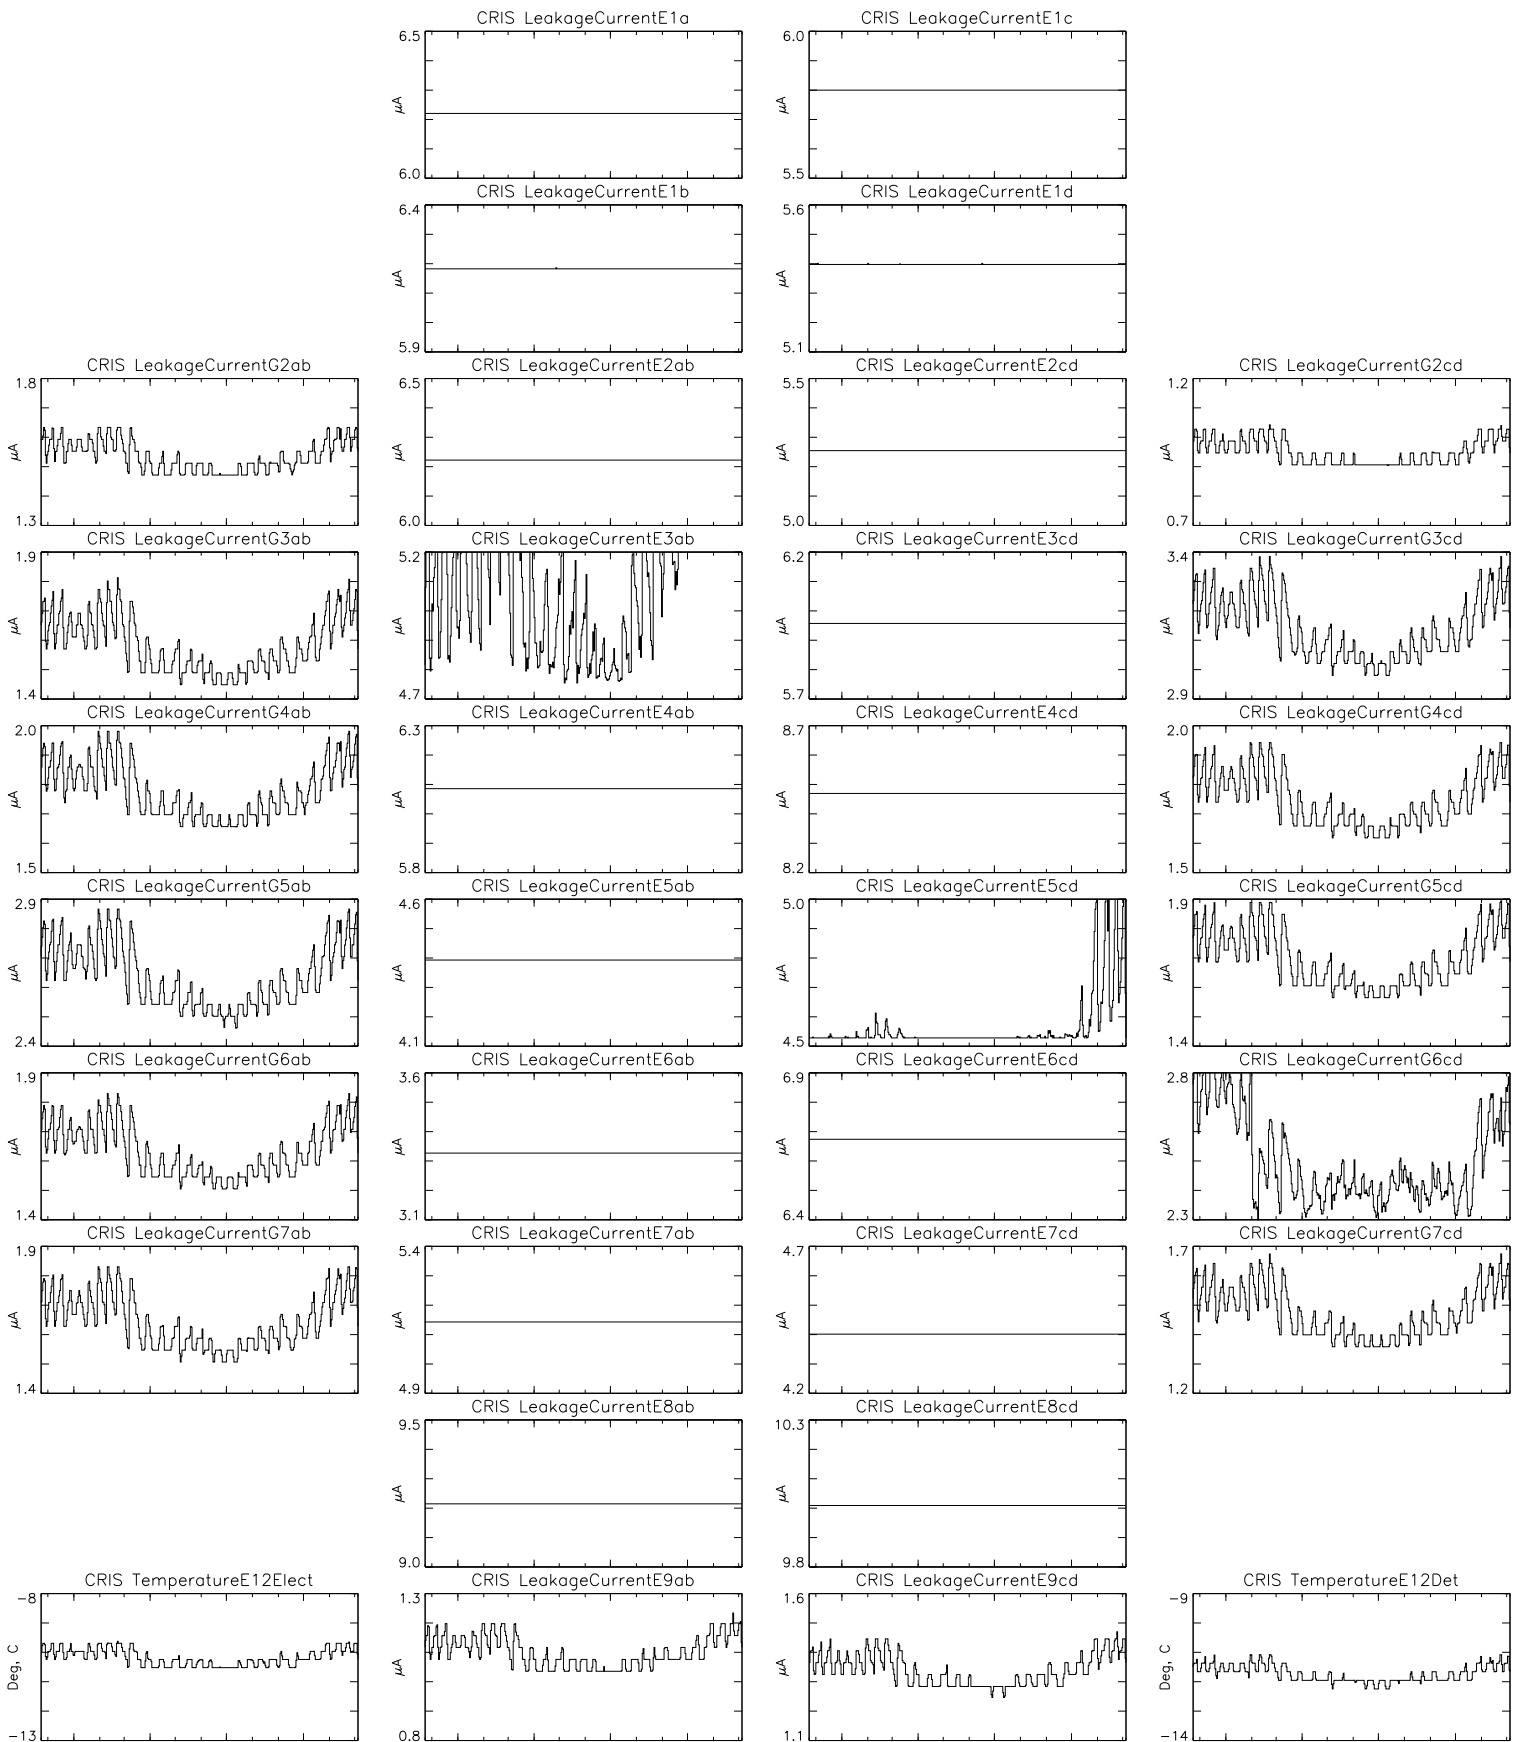 CRIS LeakageCurrentE1a
6.5
μA
6.0
CRIS LeakageCurrentE1c
6.0
μA
5.5
CRIS LeakageCurrentE1b
6.4
μA
5.9
CRIS LeakageCurrentE1d
5.6
μA
5.1
CRIS LeakageCurrentG2ab
1.8
μA
1.3
CRIS LeakageCurrentE2ab
6.5
μA
6.0
CRIS LeakageCurrentE2cd
5.5
μA
5.0
CRIS LeakageCurrentG2cd
1.2
μA
0.7
CRIS LeakageCurrentG3ab
1.9
μA
1.4
CRIS LeakageCurrentE3ab
5.2
μA
4.7
CRIS LeakageCurrentE3cd
6.2
μA
5.7
CRIS LeakageCurrentG3cd
3.4
μA
2.9
CRIS LeakageCurrentG4ab
2.0
μA
1.5
CRIS LeakageCurrentE4ab
6.3
μA
5.8
CRIS LeakageCurrentE4cd
8.7
μA
8.2
CRIS LeakageCurrentG4cd
2.0
μA
1.5
CRIS LeakageCurrentG5ab
2.9
μA
2.4
CRIS LeakageCurrentE5ab
4.6
μA
4.1
CRIS LeakageCurrentE5cd
5.0
μA
4.5
CRIS LeakageCurrentG5cd
1.9
μA
1.4
CRIS LeakageCurrentG6ab
1.9
μA
1.4
CRIS LeakageCurrentE6ab
3.6
μA
3.1
CRIS LeakageCurrentE6cd
6.9
μA
6.4
CRIS LeakageCurrentG6cd
2.8
μA
2.3
CRIS LeakageCurrentG7ab
1.9
μA
1.4
CRIS LeakageCurrentE7ab
5.4
μA
4.9
CRIS LeakageCurrentE7cd
4.7
μA
4.2
CRIS LeakageCurrentG7cd
1.7
μA
1.2
CRIS LeakageCurrentE8ab
9.5
μA
9.0
CRIS LeakageCurrentE8cd
10.3
μA
9.8
CRIS TemperatureE12Elect
-8
Deg, C
-13
CRIS LeakageCurrentE9ab
1.3
μA
0.8
CRIS LeakageCurrentE9cd
1.6
μA
1.1
CRIS TemperatureE12Det
-9
Deg, C
-14